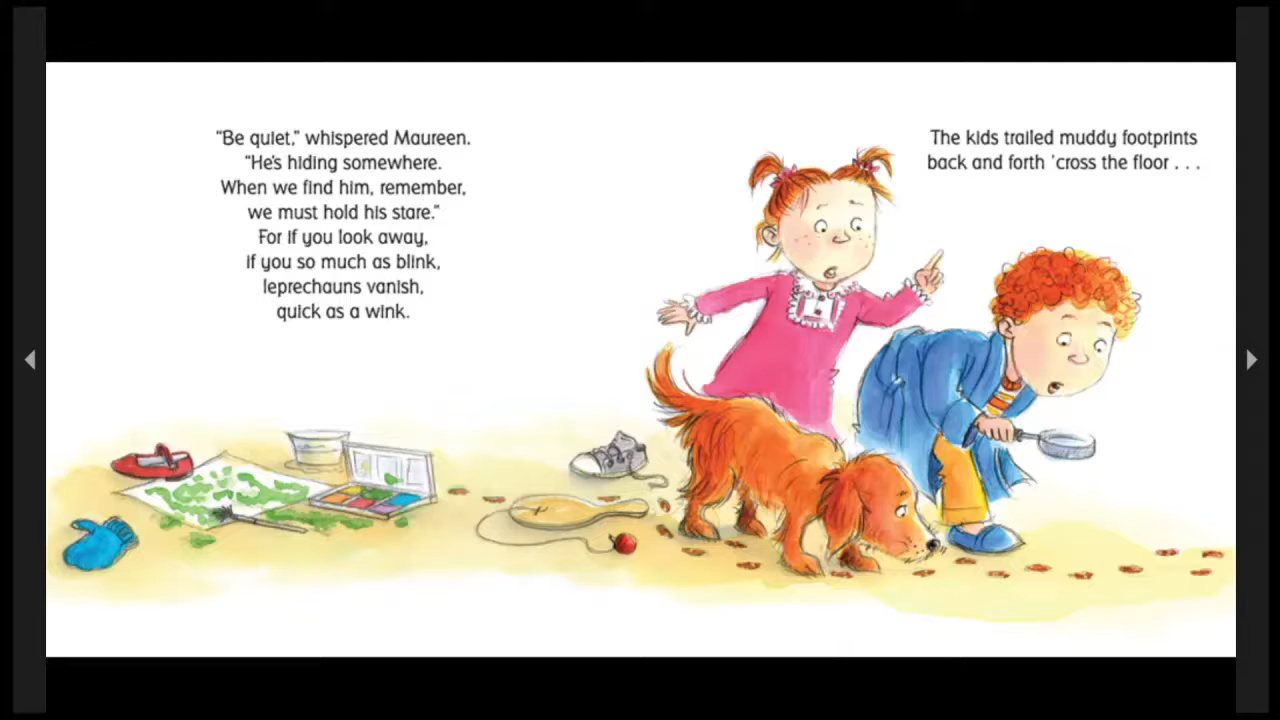 "Be quiet," whispered Maureen.
"He's hiding somewhere.
When we find him, remember,
we must hold his stare."
For if you look away,
if you so much as blink,
leprechauns vanish,
quick as a wink.
The kids trailed muddy footprints
back and forth 'cross the floor . . .